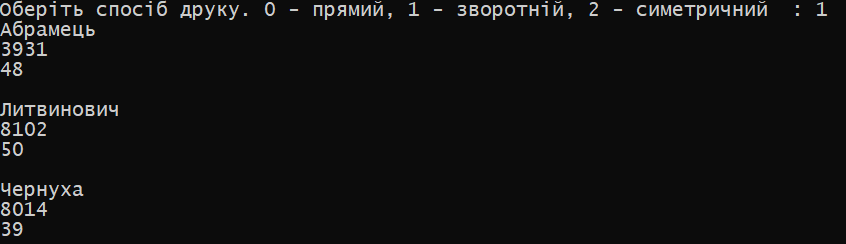 Оберіть спосіб друку. 0 - прямий, 1 - зворотній, 2 - симетричний  : 1
Абрамець
3931
48
Литвинович
8102
50
Чернуха
8014
39